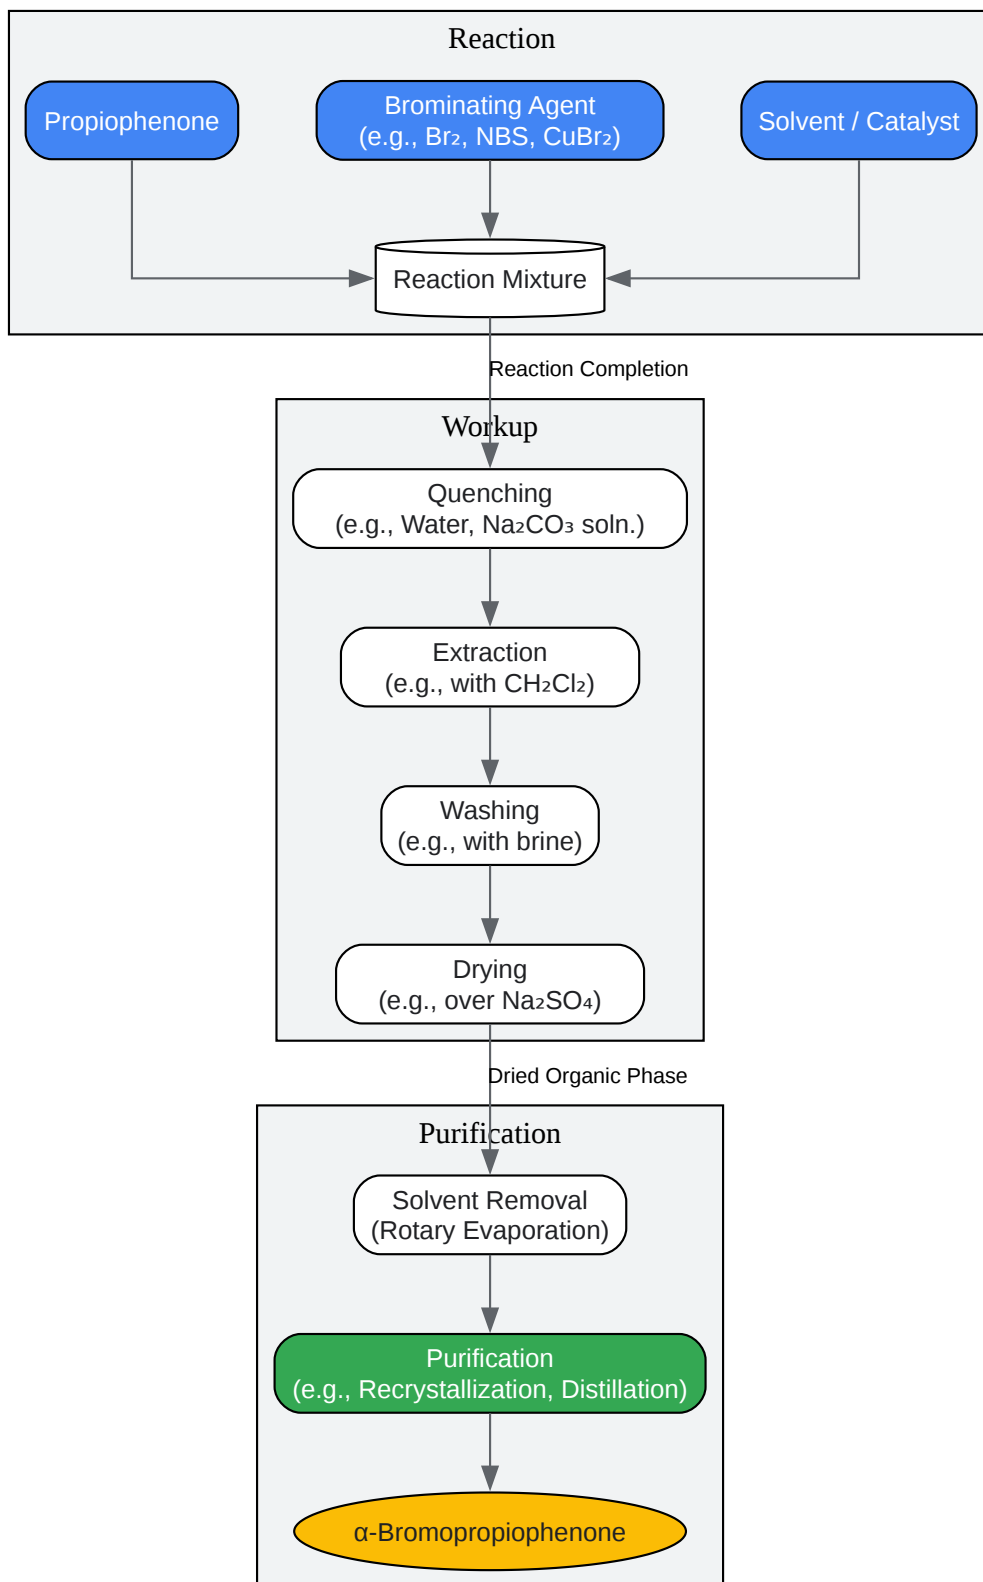 Reaction
Propiophenone
Brominating Agent
(e.g., Br₂, NBS, CuBr₂)
Solvent / Catalyst
Reaction Mixture
Reaction Completion
Workup
Quenching
(e.g., Water, Na₂CO₃ soln.)
Extraction
(e.g., with CH₂Cl₂)
Washing
(e.g., with brine)
Drying
(e.g., over Na₂SO₄)
Dried Organic Phase
Purification
Solvent Removal
(Rotary Evaporation)
Purification
(e.g., Recrystallization, Distillation)
α-Bromopropiophenone